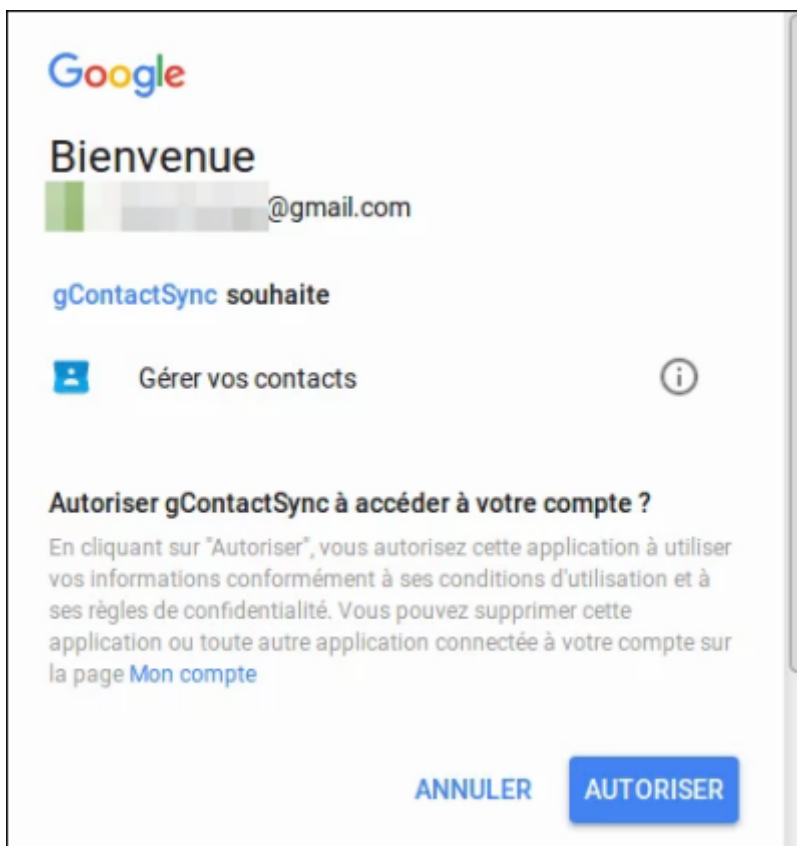 Google
Bienvenue
@gmail.com
gContactSync souhaite
Gérer vos contacts
Autoriser gContactSync à accéder à votre compte ?
En cliquant sur "Autoriser", vous autorisez cette application à utiliser
vos informations conformément à ses conditions d'utilisation et à
ses règles de confidentialité. Vous pouvez supprimer cette
application ou toute autre application connectée à votre compte sur
la page Mon compte
ANNULER AUTORISER